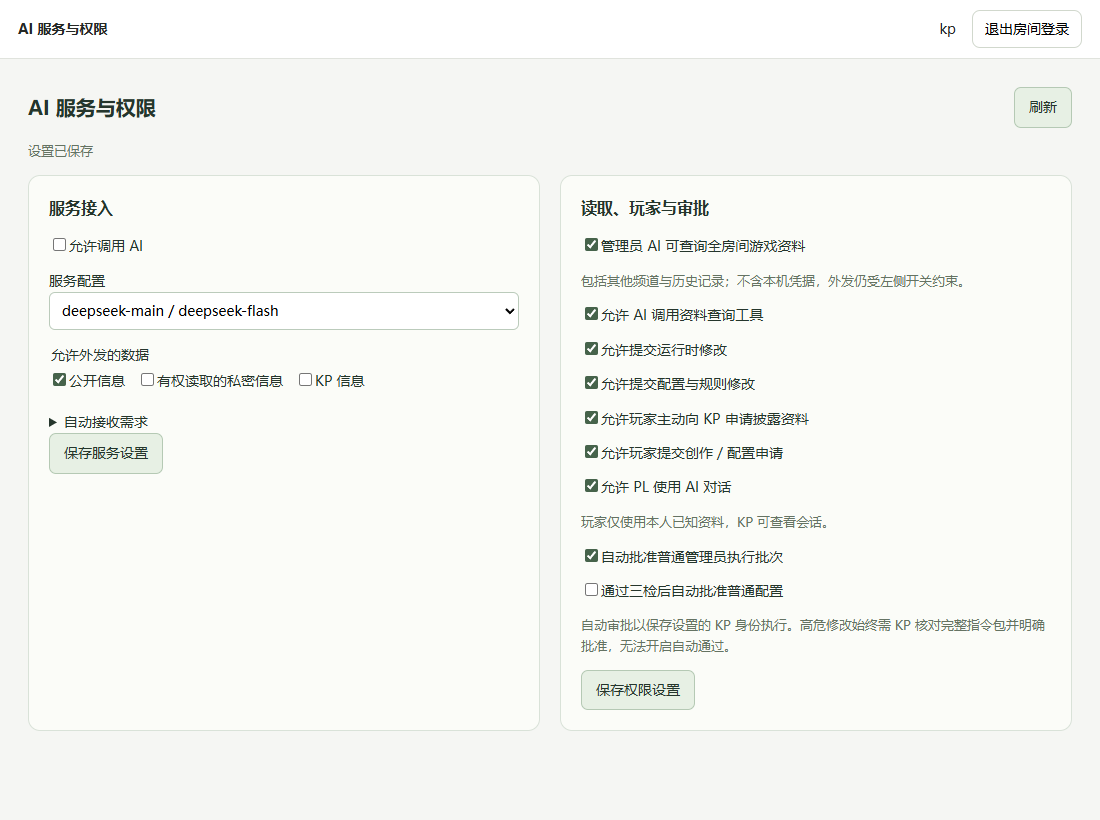 AI 服务与权限
kp
退出房间登录
AI 服务与权限
刷新
设置已保存
服务接入
允许调用 AI
服务配置
deepseek-main / deepseek-flash
允许外发的数据
公开信息 有权读取的私密信息 KP 信息
自动接收需求
保存服务设置
读取、玩家与审批
管理员 AI 可查询全房间游戏资料
包括其他频道与历史记录；不含本机凭据，外发仍受左侧开关约束。
允许 AI 调用资料查询工具
允许提交运行时修改
允许提交配置与规则修改
允许玩家主动向 KP 申请披露资料
允许玩家提交创作 / 配置申请
允许 PL 使用 AI 对话
玩家仅使用本人已知资料，KP 可查看会话。
自动批准普通管理员执行批次
通过三检后自动批准普通配置
自动审批以保存设置的 KP 身份执行。高危修改始终需 KP 核对完整指令包并明确
批准，无法开启自动通过。
保存权限设置